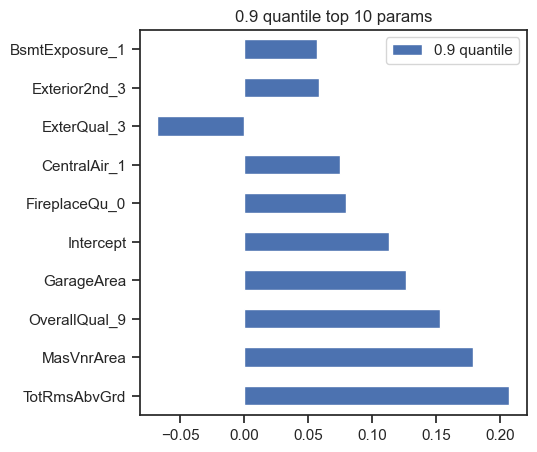 0.9 quantile top 10 params
0.9 quantile
BsmtExposure_1
Exterior2nd_3
ExterQual_3
CentralAir_1
FireplaceQu_0
Intercept
GarageArea
OverallQual_9
MasVnrArea
TotRmsAbvGrd
−0.05 0.00 0.05 0.10 0.15 0.20